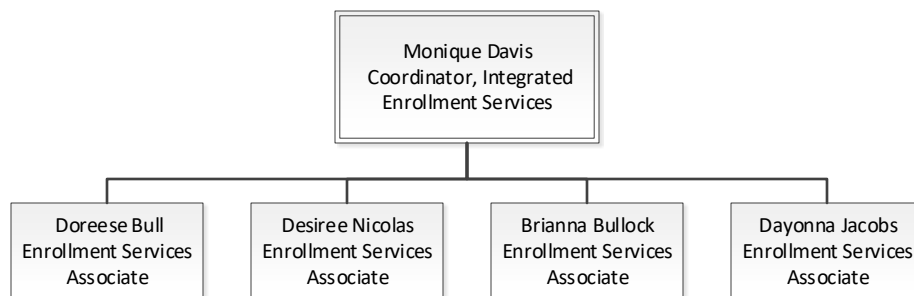 Monique Davis
Coordinator, Integrated
Enrollment Services
Doreese Bull
Enrollment Services
Associate
Desiree Nicolas
Enrollment Services
Associate
Brianna Bullock
Enrollment Services
Associate
Dayonna Jacobs
Enrollment Services
Associate